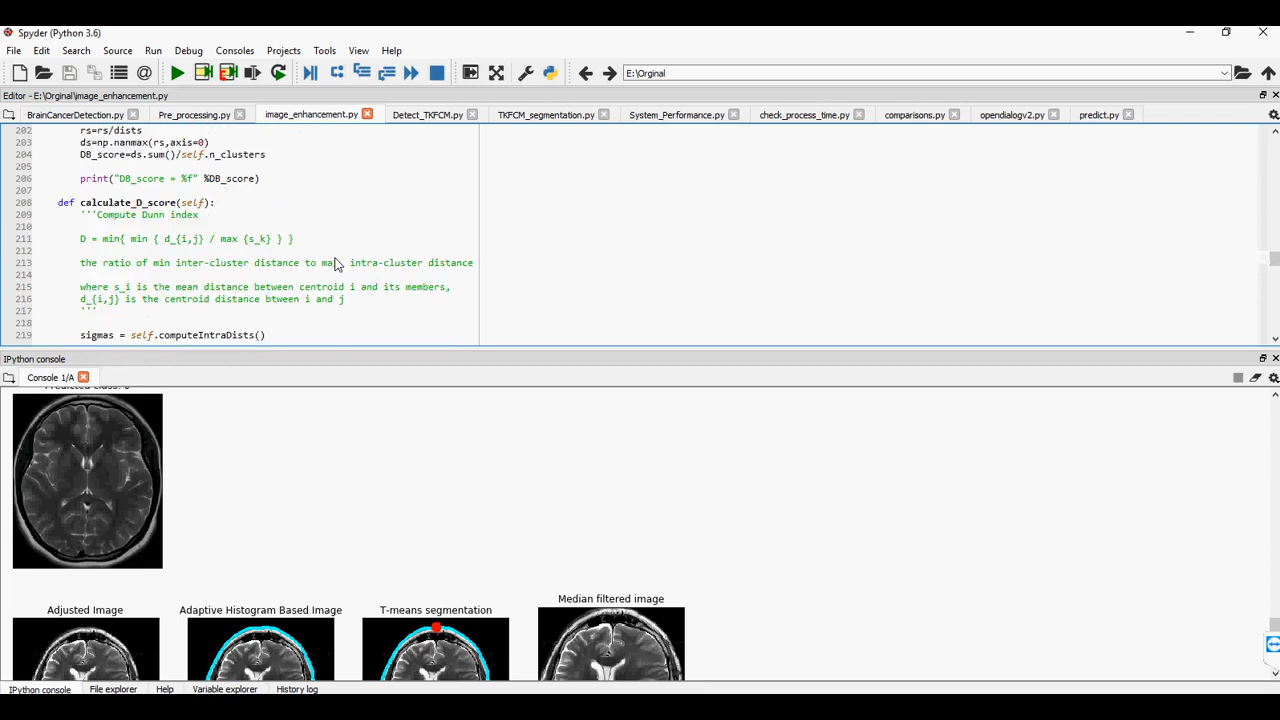 Spyder (Python 3.6)
File Edit Search Source Run Debug Consoles Projects Tools View Help
E:\Orginal
Editor - E:\Orginal\image_enhancement.py
BrainCancerDetection.py Pre_processing.py image_enhancement.py Detect_TKFCM.py TKFCM_segmentation.py System_Performance.py check_process_time.py comparisons.py opendialogv2.py predict.py
202 rs=rs/dists
203 ds=np.nanmax(rs,axis=0)
204 DB_score=ds.sum()/self.n_clusters
205
206 print("DB_score = %f" %DB_score)
207
208 def calculate_D_score(self):
209 '''Compute Dunn index
210
211 D = min{ min { d_{i,j} / max {s_k} } }
212
213 the ratio of min inter-cluster distance to intra-cluster distance
214
215 where s_i is the mean distance between centroid i and its members,
216 d_{i,j} is the centroid distance btween i and j
217 '''
218
219 sigmas = self.computeIntraDists()
IPython console
Console 1/A
Adjusted Image
Adaptive Histogram Based Image
T-means segmentation
Median filtered image
IPython console File explorer Help Variable explorer History log